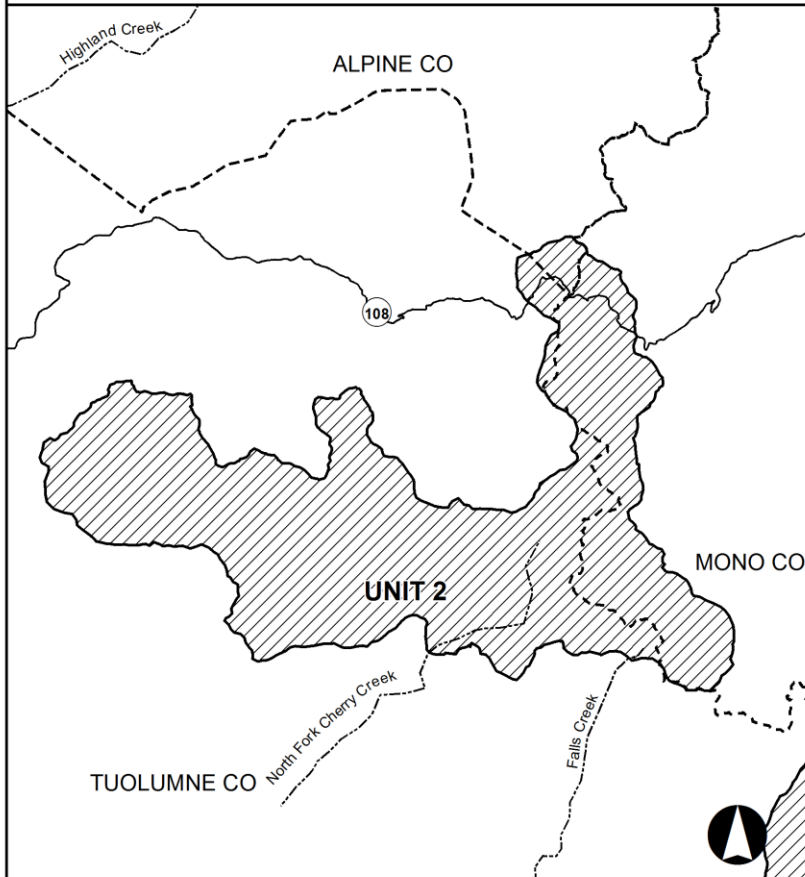 Highland Creek
ALPINE CO
108
MONO CO
UNIT 2
North Fork Cherry Creek
Falls Creek
TUOLUMNE CO